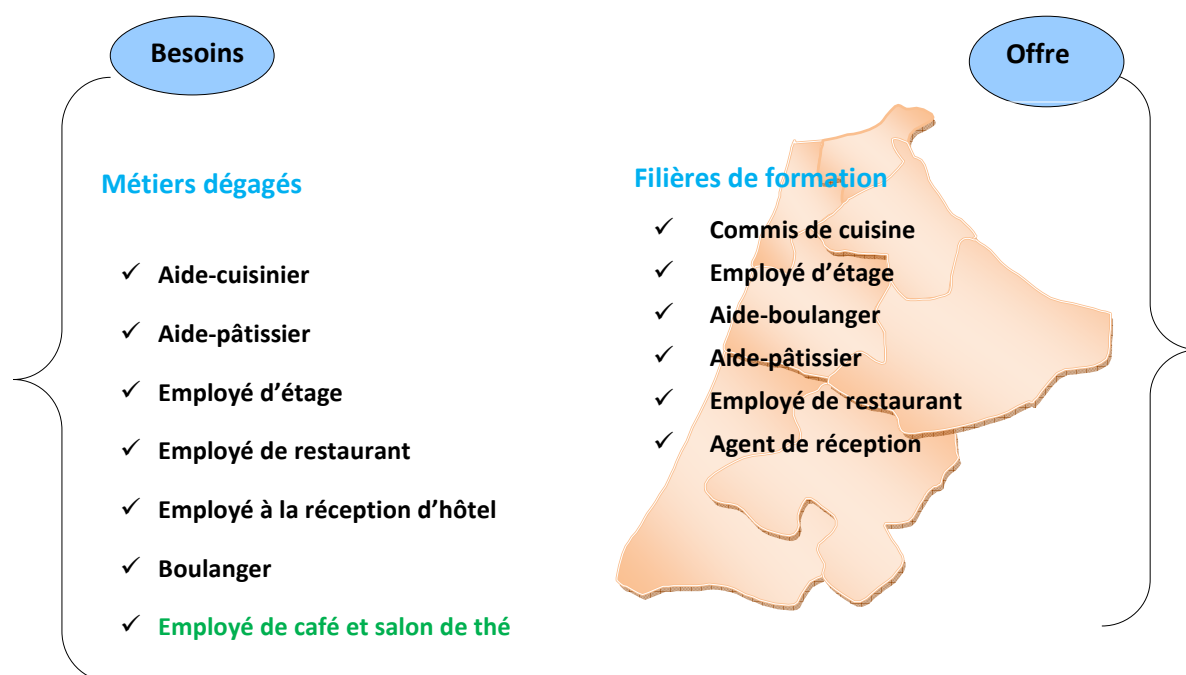 Besoins
Métiers dégagés
✓ Aide-cuisinier
✓ Aide-pâtissier
✓ Employé d’étage
✓ Employé de restaurant
✓ Employé à la réception d’hôtel
✓ Boulanger
✓ Employé de café et salon de thé
Offre
Filières de formation
✓ Commis de cuisine
✓ Employé d’étage
✓ Aide-boulanger
✓ Aide-pâtissier
✓ Employé de restaurant
✓ Agent de réception